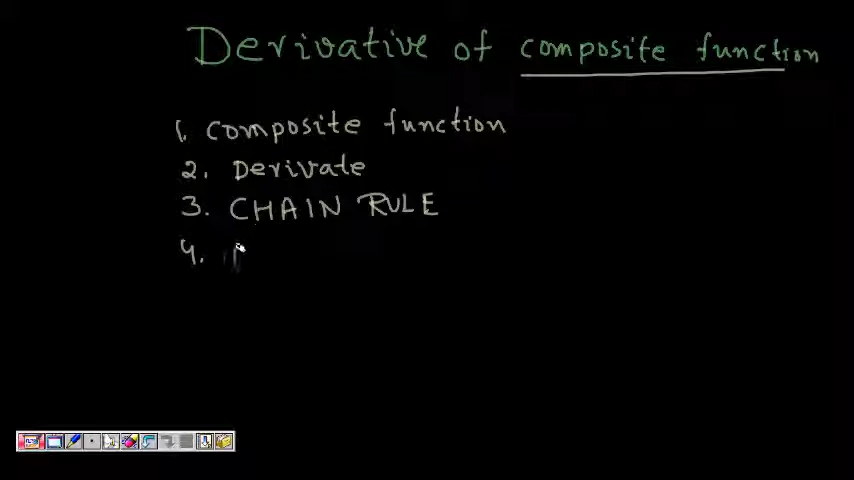 Derivative of composite function
1. Composite function
2. Derivate
3. CHAIN RULE
4.